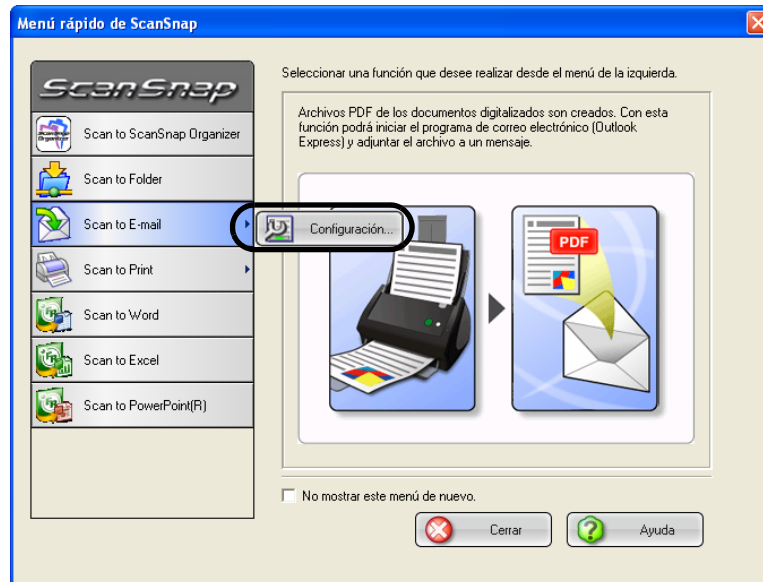 Menú rápido de ScanSnap
ScanSnap
Seleccionar una función que desee realizar desde el menú de la izquierda.
Scan to ScanSnap Organizer
Scan to Folder
Scan to E-mail
Configuración...
Scan to Print
Scan to Word
Scan to Excel
Scan to PowerPoint(R)
Archivos PDF de los documentos digitalizados son creados. Con esta
función podrá iniciar el programa de correo electrónico (Outlook
Express) y adjuntar el archivo a un mensaje.
PDF
No mostrar este menú de nuevo.
Cerrar
Ayuda